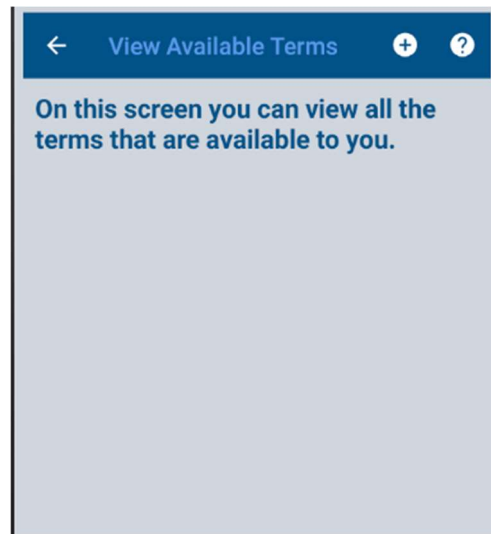 View Available Terms
On this screen you can view all the
terms that are available to you.